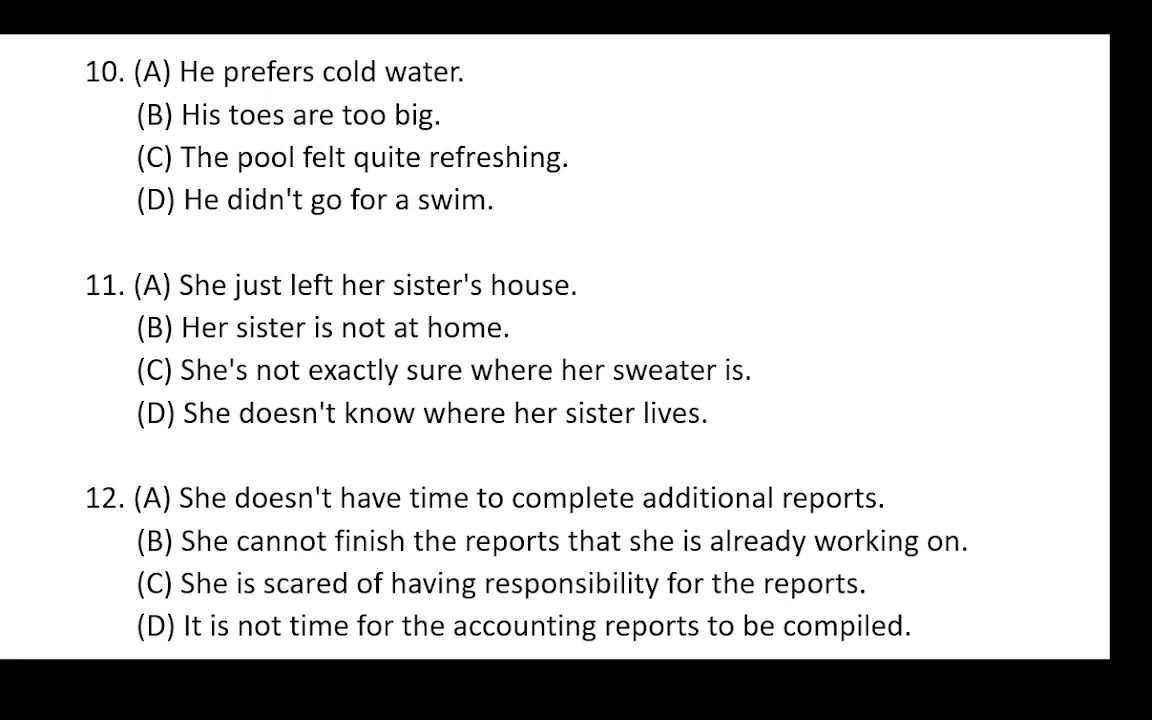 10. (A) He prefers cold water.
(B) His toes are too big.
(C) The pool felt quite refreshing.
(D) He didn't go for a swim.
11. (A) She just left her sister's house.
(B) Her sister is not at home.
(C) She's not exactly sure where her sweater is.
(D) She doesn't know where her sister lives.
12. (A) She doesn't have time to complete additional reports.
(B) She cannot finish the reports that she is already working on.
(C) She is scared of having responsibility for the reports.
(D) It is not time for the accounting reports to be compiled.